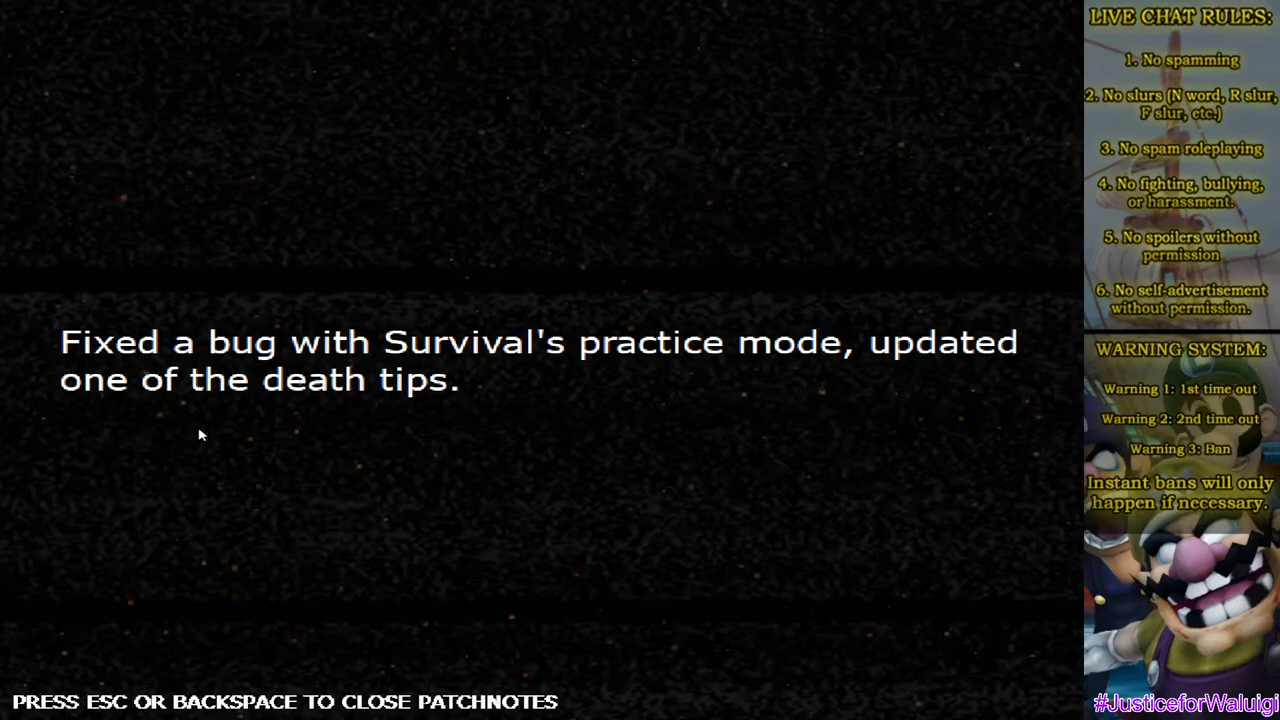 Fixed a bug with Survival's practice mode, updated
one of the death tips.
PRESS ESC OR BACKSPACE TO CLOSE PATCHNOTES
LIVE CHAT RULES:
1. No spamming
2. No slurs (N word, R slur,
F slur, etc.)
3. No spam roleplaying
4. No fighting, bullying,
or harassment.
5. No spoilers without
permission
6. No self-advertisement
without permission.
WARNING SYSTEM:
Warning 1: 1st time out
Warning 2: 2nd time out
Warning 3: Ban
Instant bans will only
happen if necessary.
#JusticeforWaluigi